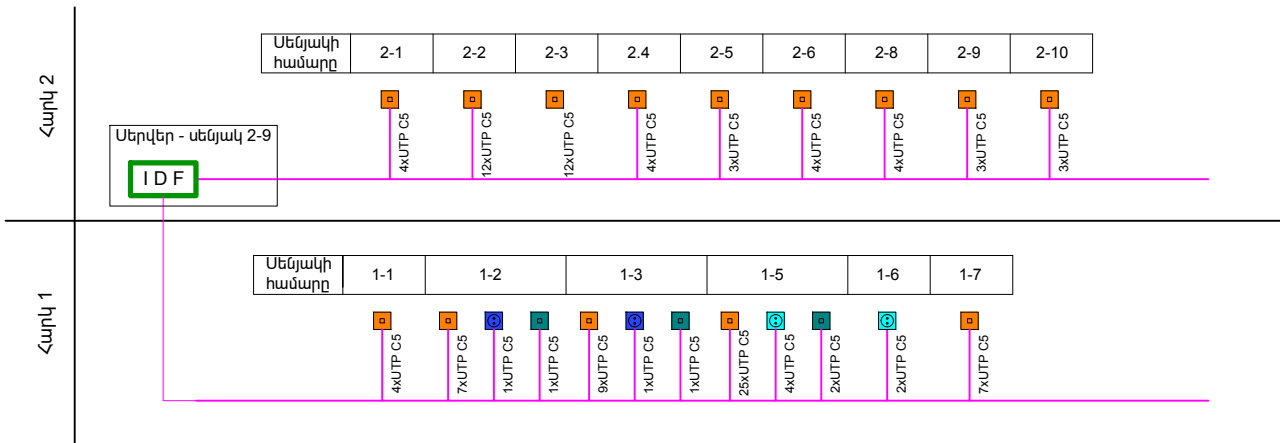 Հարկ 2
Սենյակի
համարը
2-1
2-2
2-3
2.4
2-5
2-6
2-8
2-9
2-10
Սերվեր - սենյակ 2-9
I D F
4xUTP C5
12xUTP C5
12xUTP C5
4xUTP C5
3xUTP C5
4xUTP C5
4xUTP C5
3xUTP C5
3xUTP C5
Հարկ 1
Սենյակի
համարը
1-1
1-2
1-3
1-5
1-6
1-7
4xUTP C5
7xUTP C5
1xUTP C5
1xUTP C5
9xUTP C5
1xUTP C5
1xUTP C5
25xUTP C5
4xUTP C5
2xUTP C5
2xUTP C5
7xUTP C5